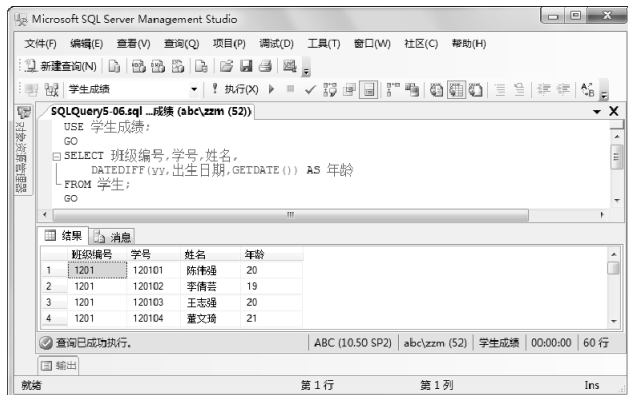 Microsoft SQL Server Management Studio
文件(F) 编辑(E) 查看(V) 查询(Q) 项目(P) 调试(D) 工具(T) 窗口(W) 社区(C) 帮助(H)
新建查询(N)
学生成绩 执行(X)
对象资源管理器
SQLQuery5-06.sql ...成绩 (abc\zzm (52))
USE 学生成绩;
GO
SELECT 班级编号,学号,姓名,
DATEDIFF(yy,出生日期,GETDATE()) AS 年龄
FROM 学生;
GO
结果 消息
班级编号 学号 姓名 年龄
1 1201 120101 陈伟强 20
2 1201 120102 李倩芸 19
3 1201 120103 王志强 20
4 1201 120104 董文琦 21
查询已成功执行。 ABC (10.50 SP2) abc\zzm (52) 学生成绩 00:00:00 60 行
输出
就绪 第 1 行 第 1 列 Ins